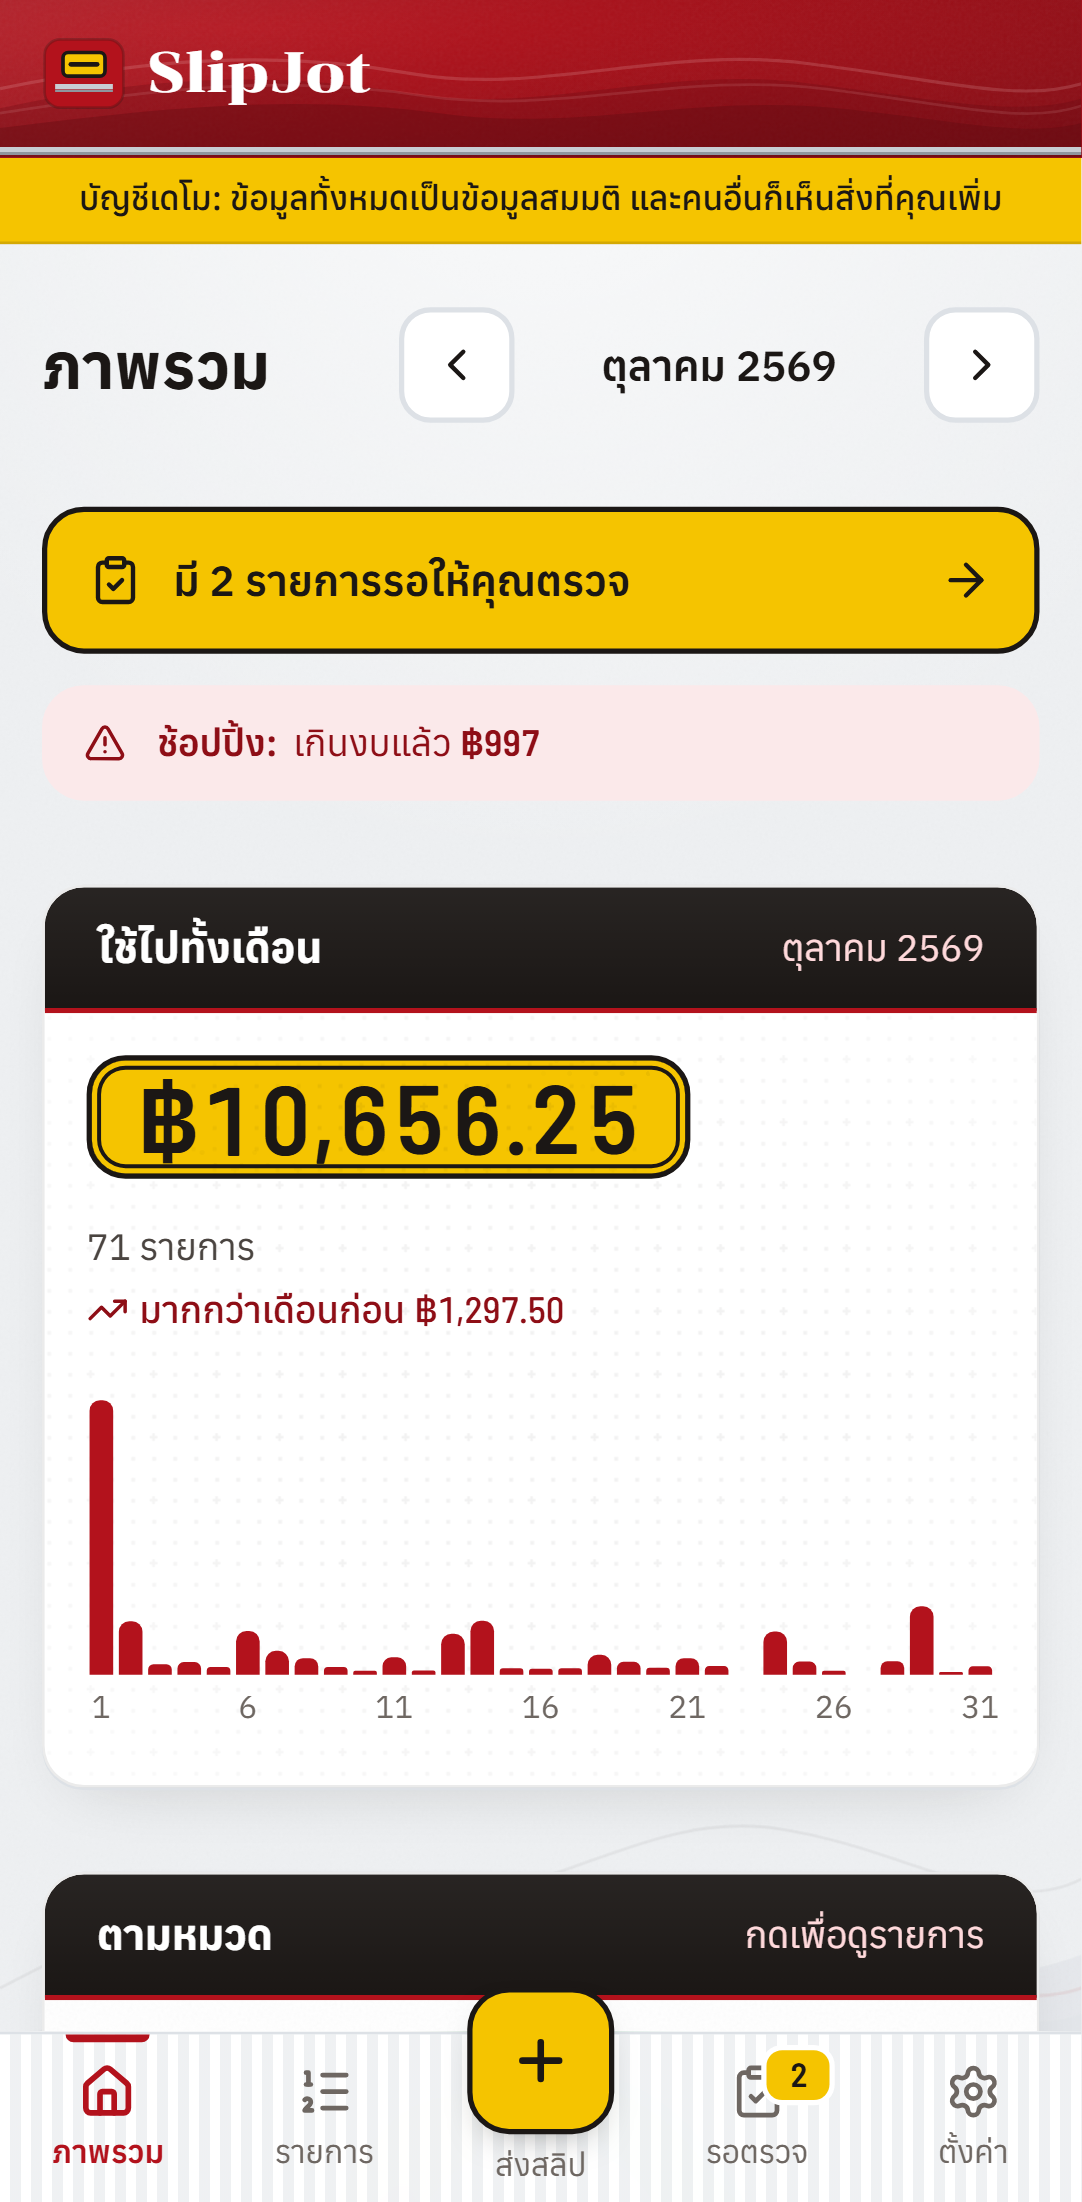 SlipJot
บัญชีเดโม: ข้อมูลทั้งหมดเป็นข้อมูลสมมติ และคนอื่นก็เห็นสิ่งที่คุณเพิ่ม
ภาพรวม
ตุลาคม 2569
มี 2 รายการรอให้คุณตรวจ
ช้อปปิ้ง: เกินงบแล้ว ฿997
ใช้ไปทั้งเดือน
ตุลาคม 2569
฿10,656.25
71 รายการ
มากกว่าเดือนก่อน ฿1,297.50
1 6 11 16 21 26 31
ตามหมวด
กดเพื่อดูรายการ
2
ภาพรวม
รายการ
ส่งสลิป
รอตรวจ
ตั้งค่า